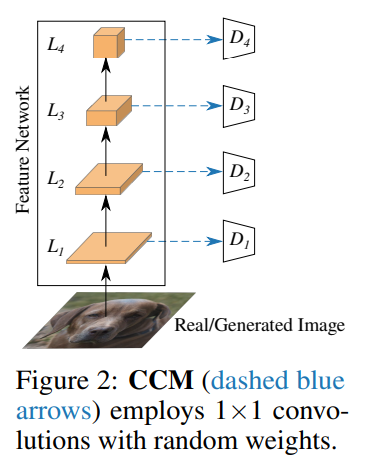 L4 D4
L3 D3
L2 D2
L1 D1
Feature Network
Real/Generated Image
Figure 2: CCM (dashed blue
arrows) employs 1×1 convo-
lutions with random weights.